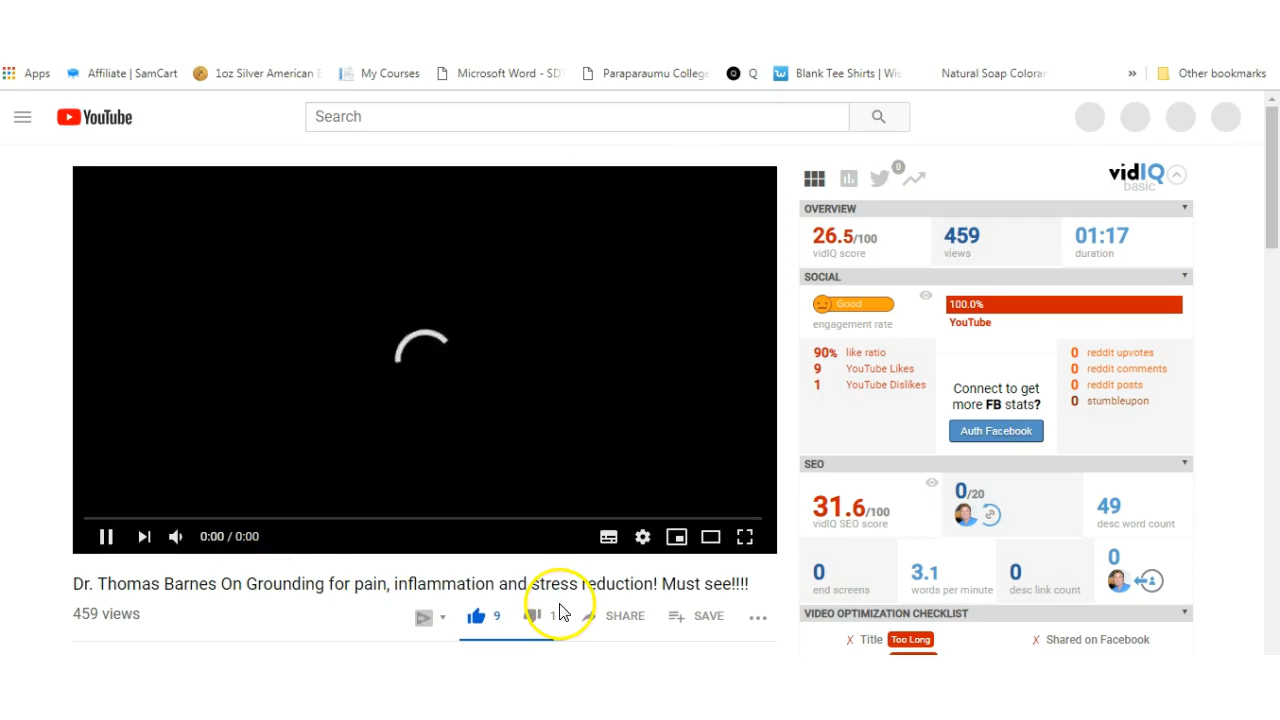 Apps Affiliate | SamCart 1oz Silver American E My Courses Microsoft Word - SDT Paraparaumu College Q Blank Tee Shirts | Wis Natural Soap Coloran » Other bookmarks
YouTube Search
0 vidIQ
basic
OVERVIEW
26.5/100 459 01:17
vidIQ score views duration
SOCIAL
Good 100.0%
engagement rate YouTube
90% like ratio 0 reddit upvotes
9 YouTube Likes 0 reddit comments
1 YouTube Dislikes 0 reddit posts
0 stumbleupon
Connect to get
more FB stats?
Auth Facebook
SEO
31.6/100 0/20 49
vidIQ SEO score desc word count
0 3.1 0 0
end screens words per minute desc link count
VIDEO OPTIMIZATION CHECKLIST
X Title Too Long X Shared on Facebook
0:00 / 0:00
Dr. Thomas Barnes On Grounding for pain, inflammation and stress reduction! Must see!!!!
459 views 9 1 SHARE SAVE